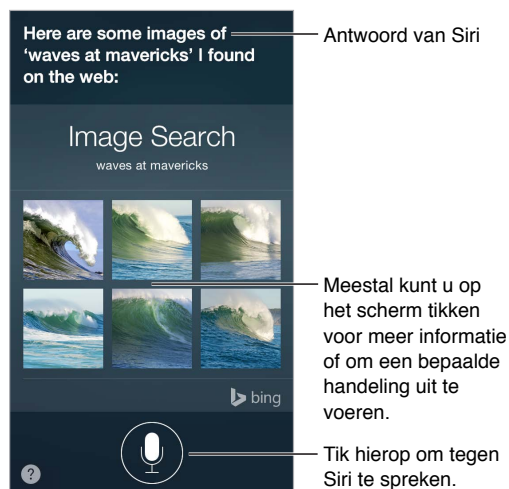 Here are some images of
‘waves at mavericks’ I found
on the web:
Antwoord van Siri
Image Search
waves at mavericks
Meestal kunt u op
het scherm tikken
voor meer informatie
of om een bepaalde
handeling uit te
voeren.
bing
?
Tik hierop om tegen
Siri te spreken.